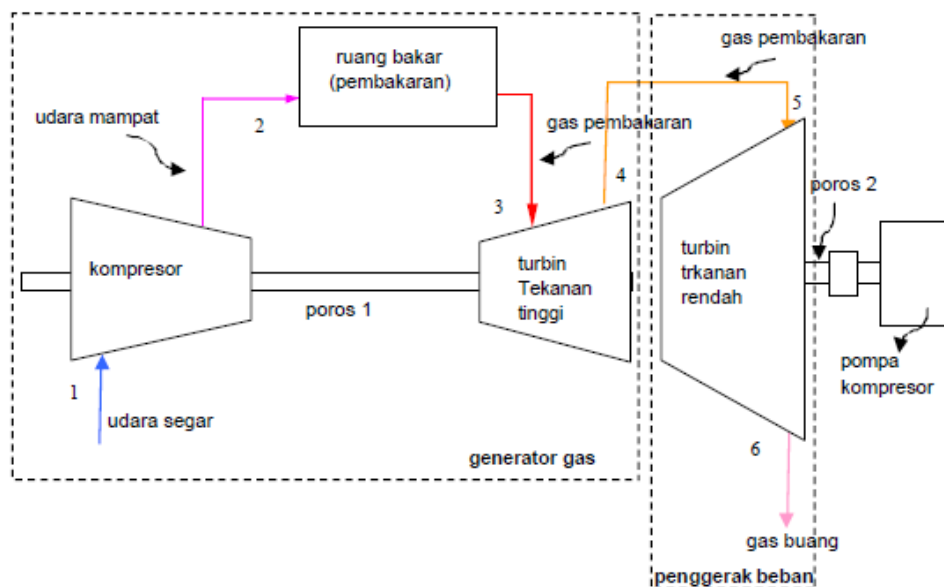 ruang bakar
(pembakaran)
gas pembakaran
udara mampat
2
gas pembakaran
5
4
3
poros 2
kompresor
turbin
Tekanan
tinggi
turbin
trkanan
rendah
poros 1
pompa
kompresor
1
udara segar
6
generator gas
gas buang
penggerak beban